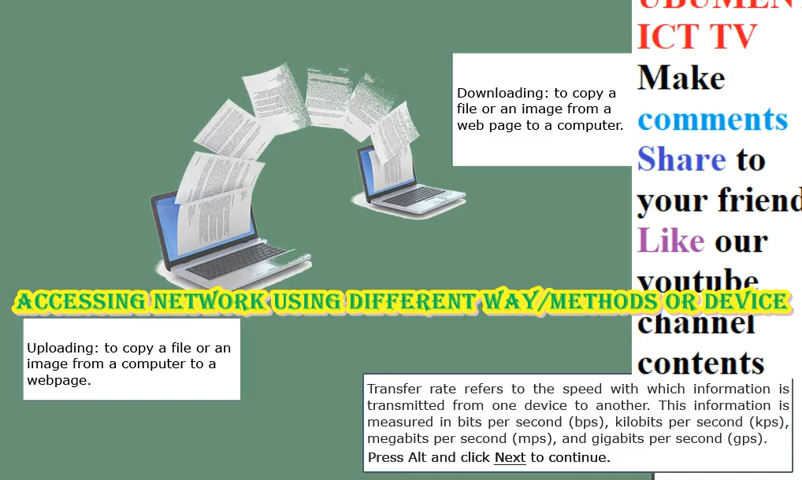 UBUMEN
ICT TV
Make
comments
Share to
your friend
Like our
youtube
channel
contents
Downloading: to copy a
file or an image from a
web page to a computer.
ACCESSING NETWORK USING DIFFERENT WAY/METHODS OR DEVICE
Uploading: to copy a file or an
image from a computer to a
webpage.
Transfer rate refers to the speed with which information is
transmitted from one device to another. This information is
measured in bits per second (bps), kilobits per second (kps),
megabits per second (mps), and gigabits per second (gps).
Press Alt and click Next to continue.